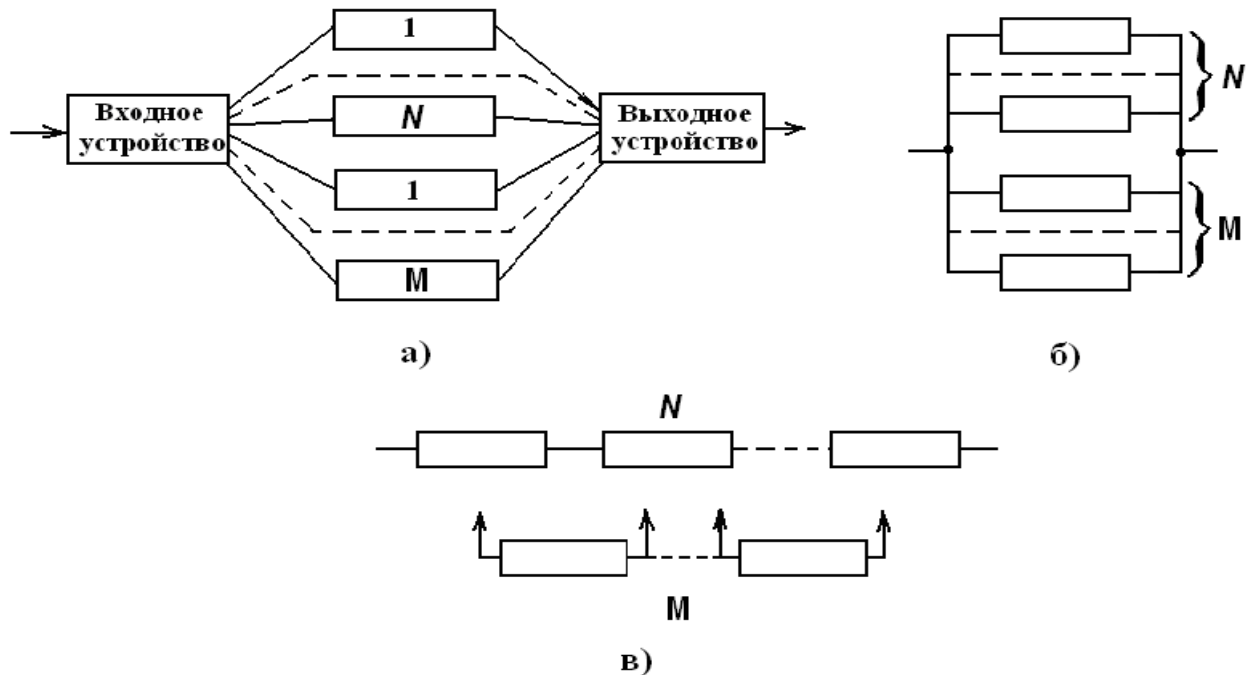 1
Входное
устройство
N
Выходное
устройство
1
M
а)
N
M
б)
N
M
в)